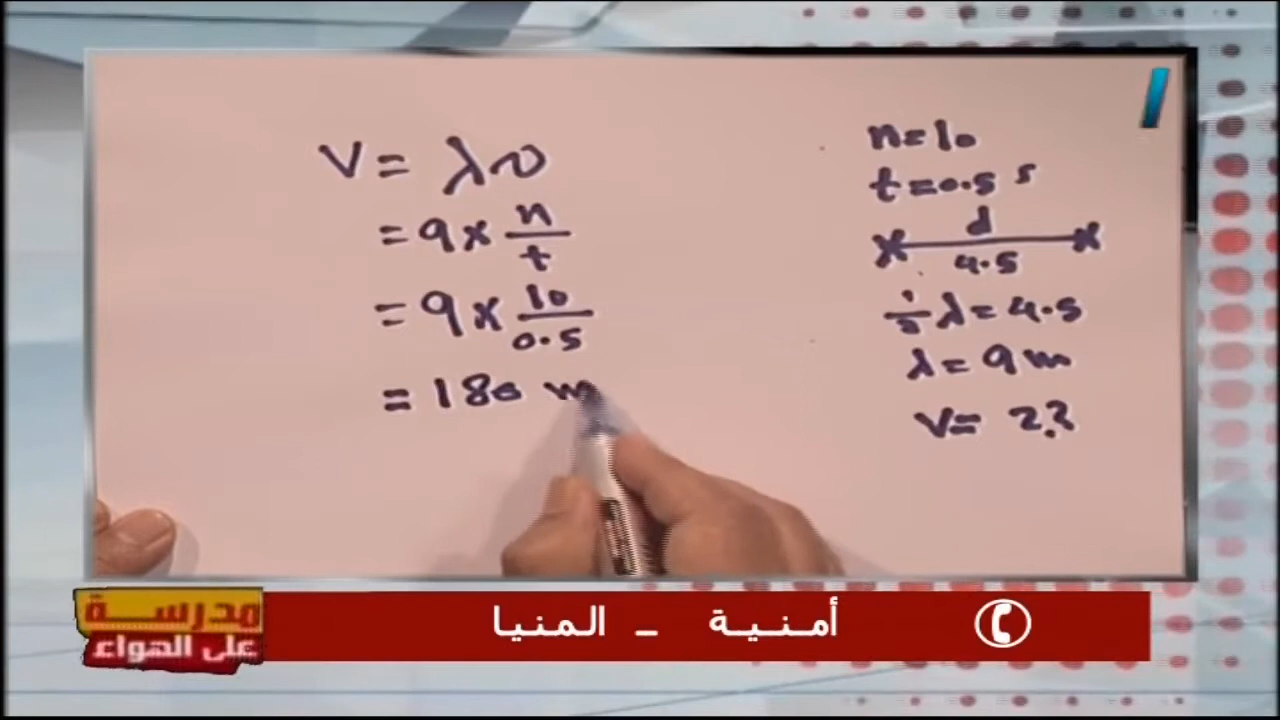 V = λν
= 9 × n/t
= 9 × 10/0.5
= 180 m
n = 10
t = 0.5 s
d
4.5
1/2 λ = 4.5
λ = 9 m
V = ??
مدرسة
على الهواء
أمنية - المنيا